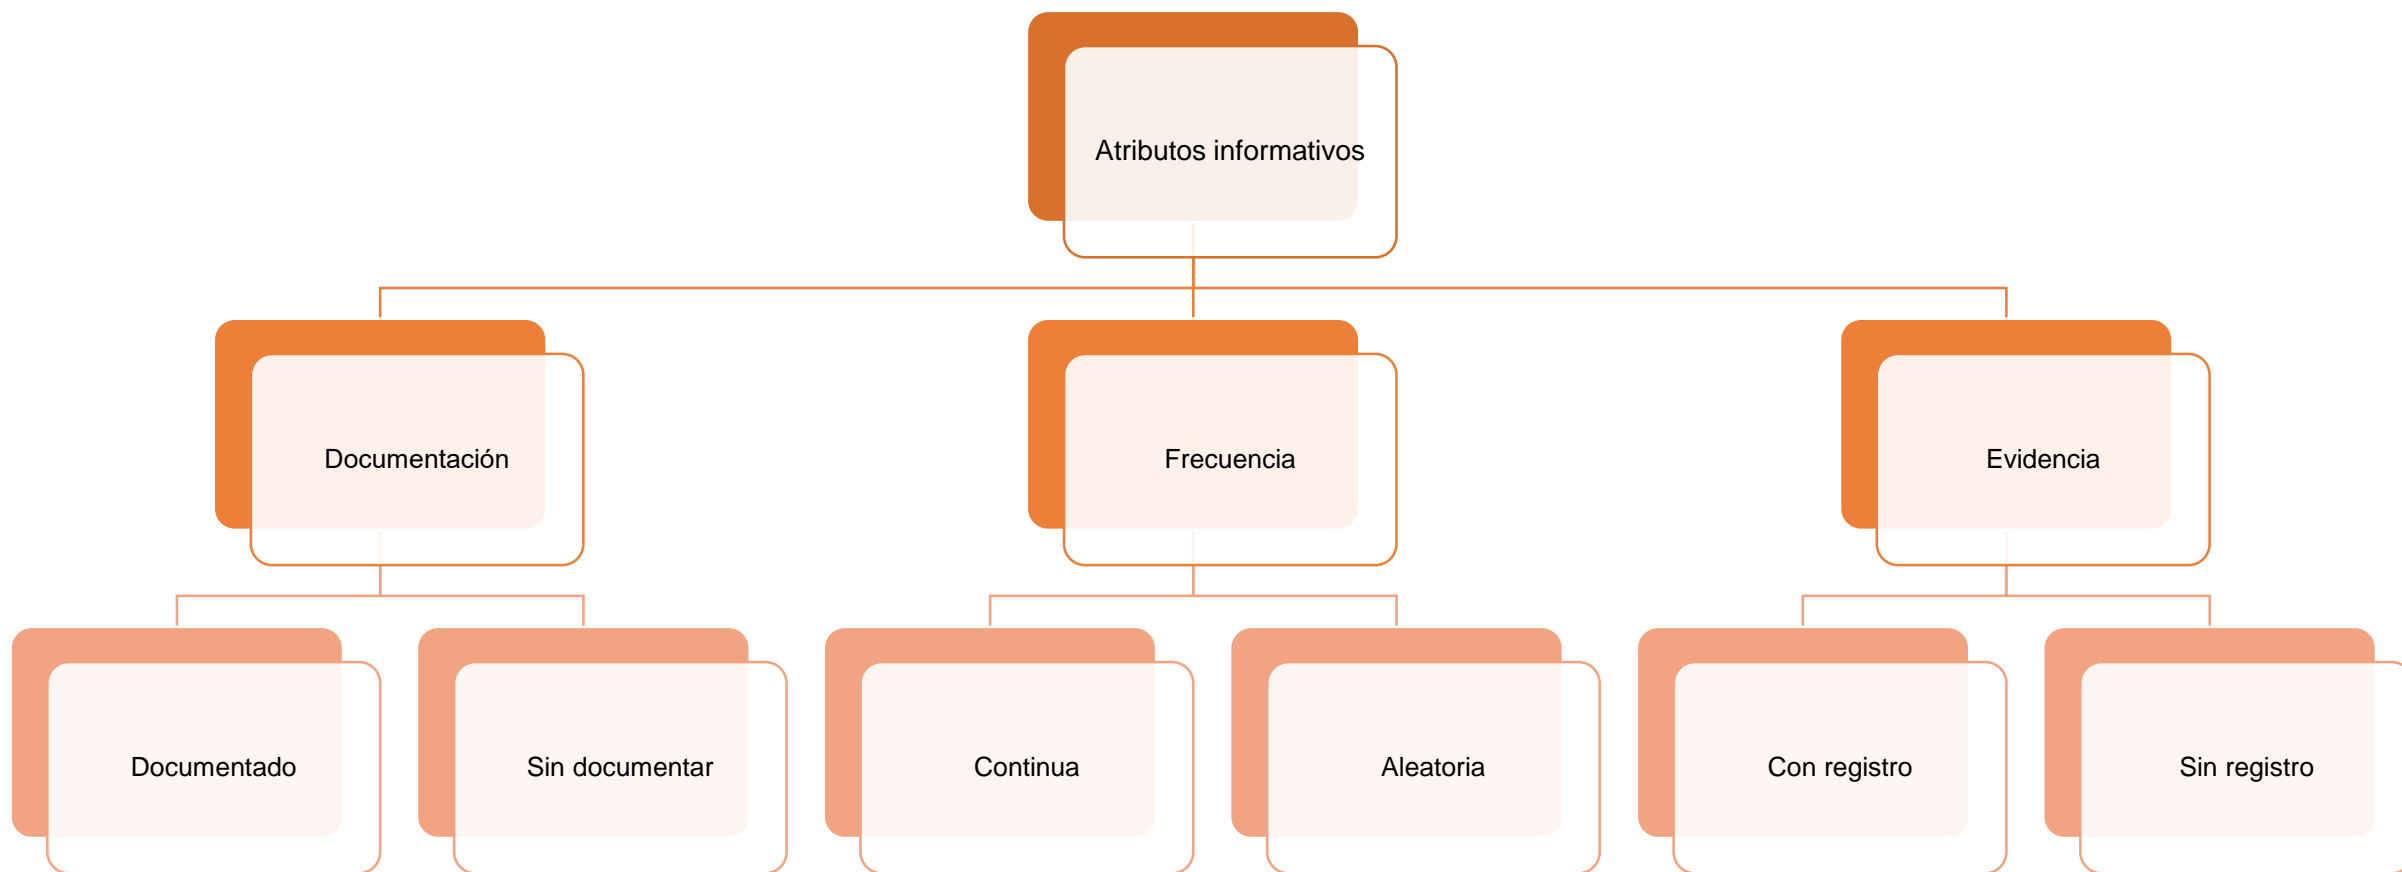 Atributos informativos
Documentación
Frecuencia
Evidencia
Documentado
Sin documentar
Continua
Aleatoria
Con registro
Sin registro